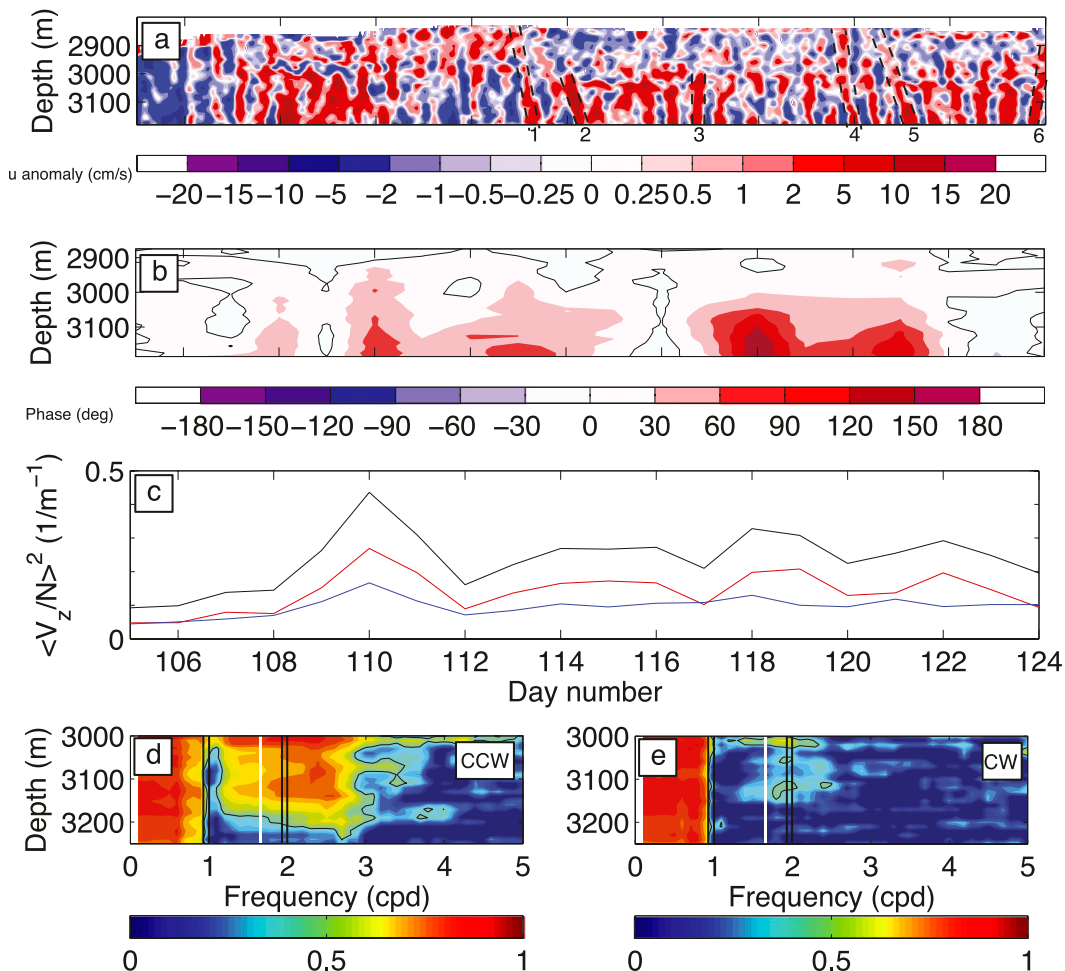 a
Depth (m)
2900
3000
3100
1 2 3 4 5 6
u anomaly (cm/s)
−20 −15 −10 −5 −2 −1 −0.5 −0.25 0 0.25 0.5 1 2 5 10 15 20
b
Depth (m)
2900
3000
3100
Phase (deg)
−180 −150 −120 −90 −60 −30 0 30 60 90 120 150 180
c
<V_z/N>^2 (1/m^−1)
0.5
0
106 108 110 112 114 116 118 120 122 124
Day number
d
CCW
Depth (m)
3000
3100
3200
0 1 2 3 4 5
Frequency (cpd)
0 0.5 1
e
CW
3000
3100
3200
0 1 2 3 4 5
Frequency (cpd)
0 0.5 1